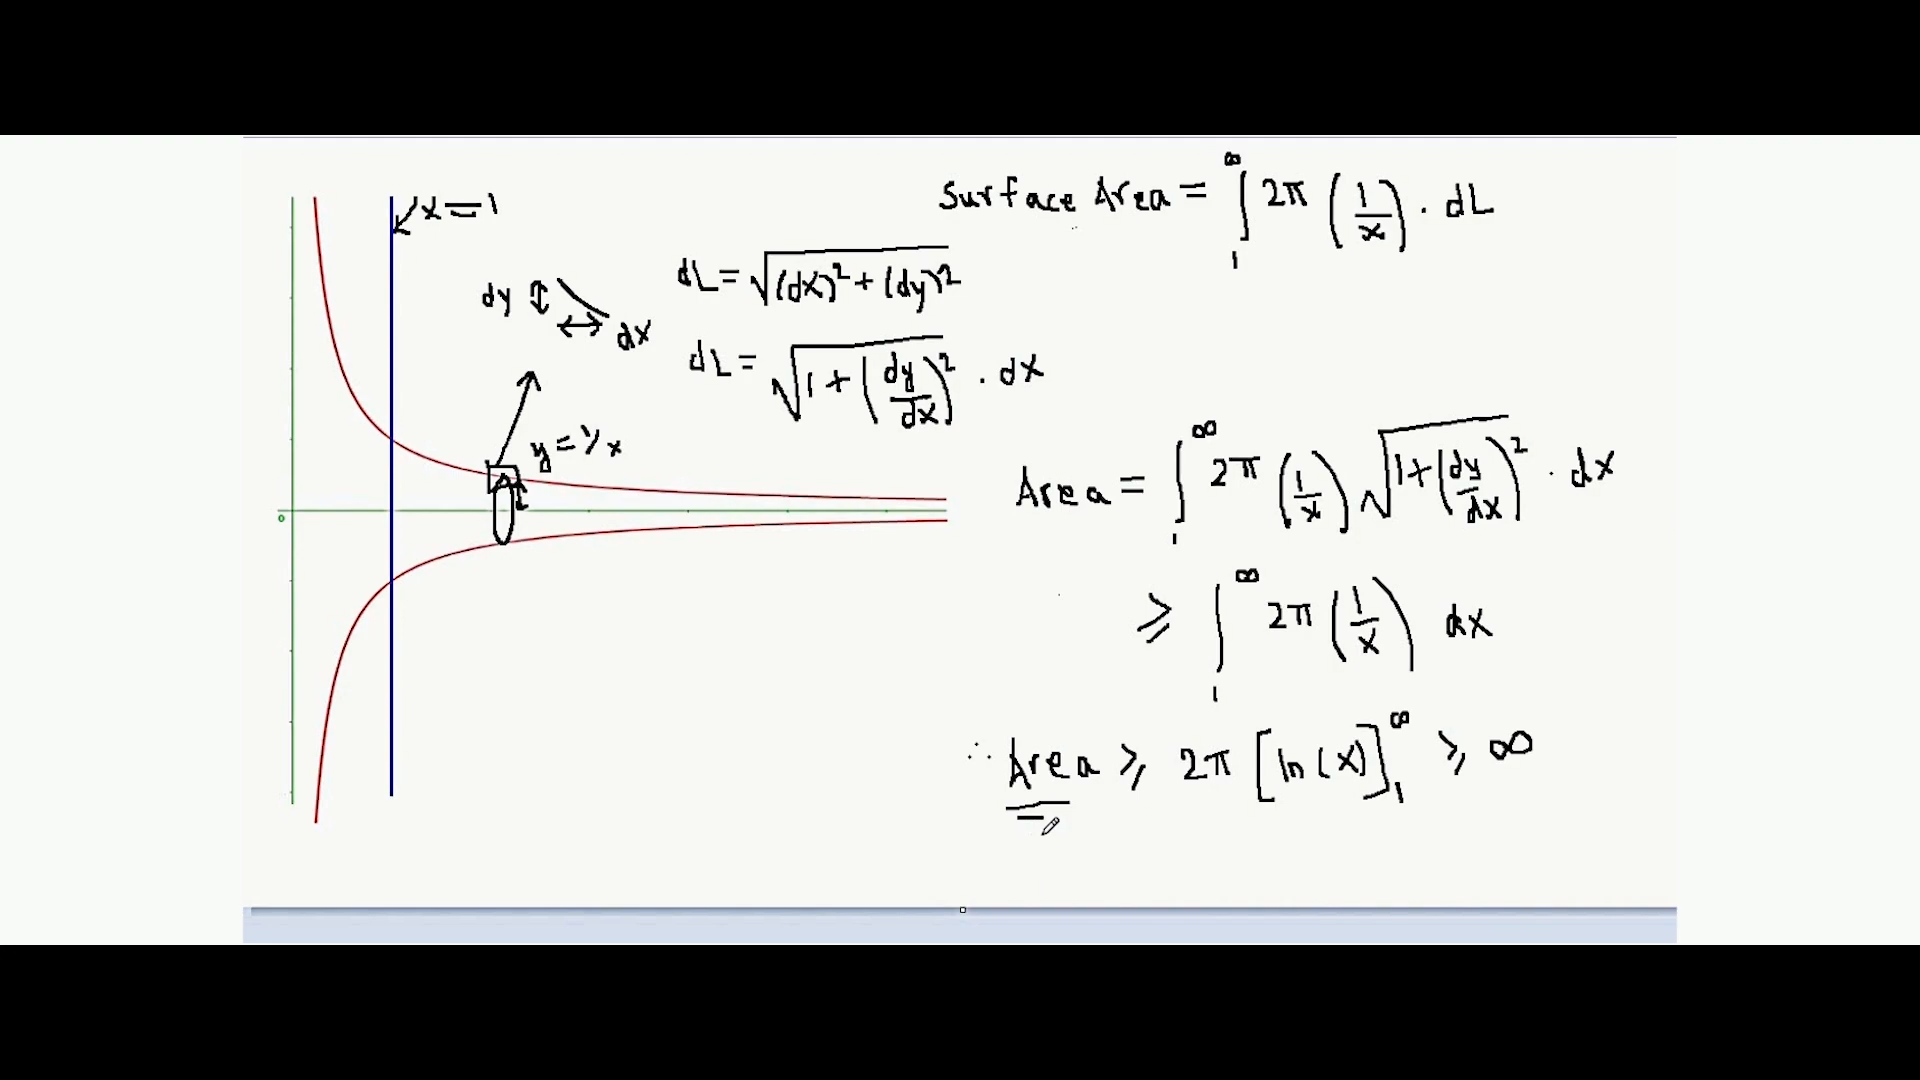 x=1
dy
dx
y=1/x
0
dL=√((dx)²+(dy)²)
dL=√(1+(dy/dx)²) . dx
Surface Area = ∫₁^∞ 2π (1/x) . dL
Area = ∫₁^∞ 2π (1/x) √(1+(dy/dx)²) . dx
≥ ∫₁^∞ 2π (1/x) dx
∴ Area ≥ 2π [ln(x)]₁^∞ ≥ ∞